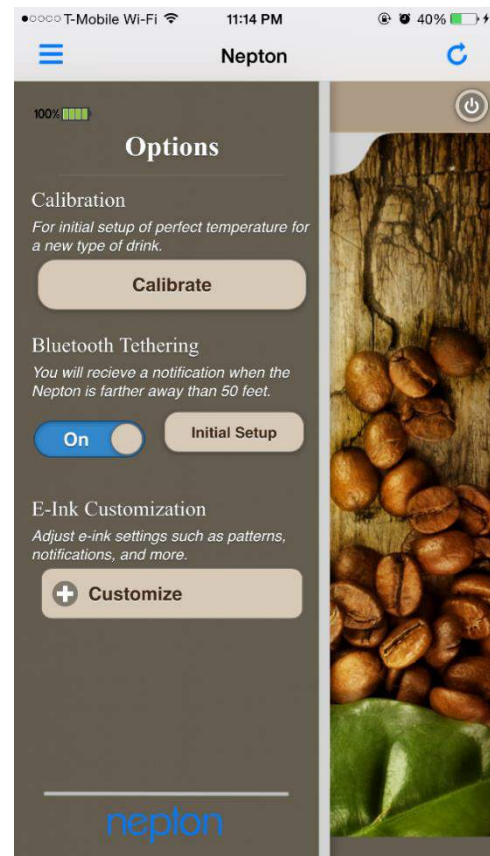 T-Mobile Wi-Fi 11:14 PM 40%
Nepton
100%
Options
Calibration
For initial setup of perfect temperature for
a new type of drink.
Calibrate
Bluetooth Tethering
You will recieve a notification when the
Nepton is farther away than 50 feet.
On Initial Setup
E-Ink Customization
Adjust e-ink settings such as patterns,
notifications, and more.
Customize
nepton